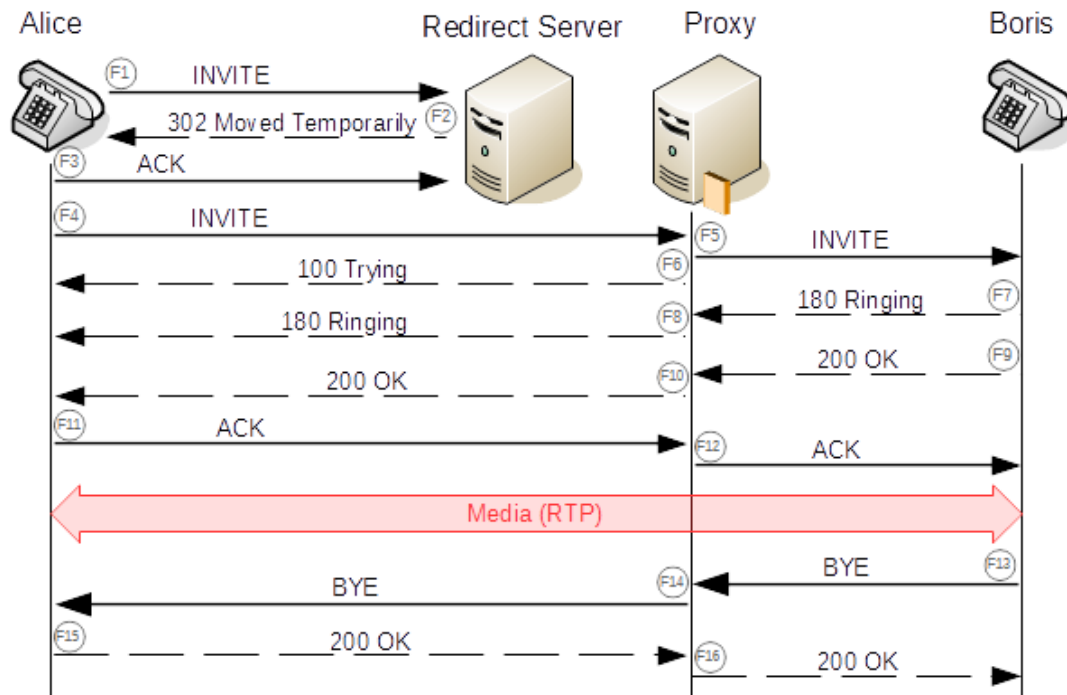 Alice
Redirect Server
Proxy
Boris
F1
INVITE
302 Moved Temporarily
F2
F3
ACK
F4
INVITE
F5
INVITE
100 Trying
F6
180 Ringing
F7
180 Ringing
F8
200 OK
F9
200 OK
F10
F11
ACK
F12
ACK
Media (RTP)
BYE
F13
BYE
F14
F15
200 OK
F16
200 OK